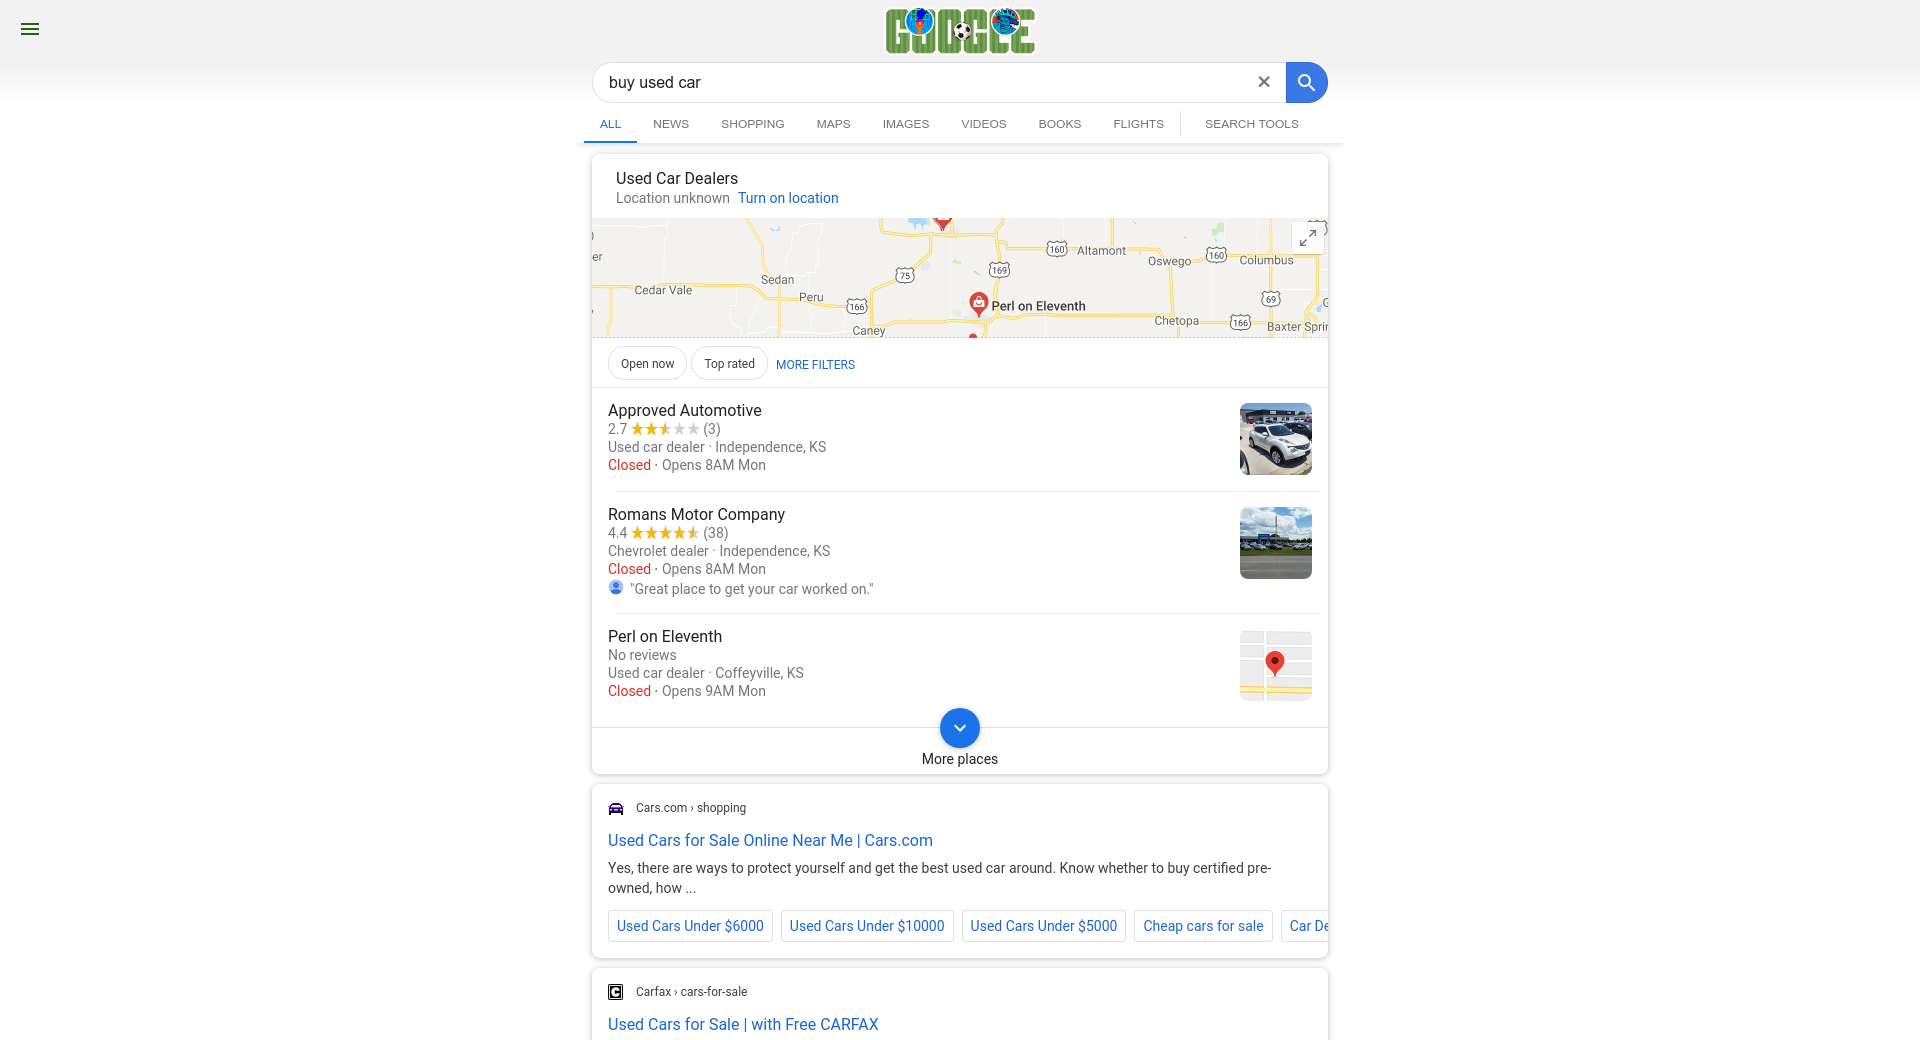 GOOGLE
buy used car
ALL NEWS SHOPPING MAPS IMAGES VIDEOS BOOKS FLIGHTS SEARCH TOOLS
Used Car Dealers
Location unknown Turn on location
160 Altamont
Oswego 160 Columbus
er
75 169
Sedan
Cedar Vale Peru 166 69
Perl on Eleventh
Caney Chetopa 166 Baxter Sprin
Open now Top rated MORE FILTERS
Approved Automotive
2.7 (3)
Used car dealer · Independence, KS
Closed · Opens 8AM Mon
Romans Motor Company
4.4 (38)
Chevrolet dealer · Independence, KS
Closed · Opens 8AM Mon
"Great place to get your car worked on."
Perl on Eleventh
No reviews
Used car dealer · Coffeyville, KS
Closed · Opens 9AM Mon
More places
Cars.com › shopping
Used Cars for Sale Online Near Me | Cars.com
Yes, there are ways to protect yourself and get the best used car around. Know whether to buy certified pre-
owned, how ...
Used Cars Under $6000 Used Cars Under $10000 Used Cars Under $5000 Cheap cars for sale Car De
Carfax › cars-for-sale
Used Cars for Sale | with Free CARFAX